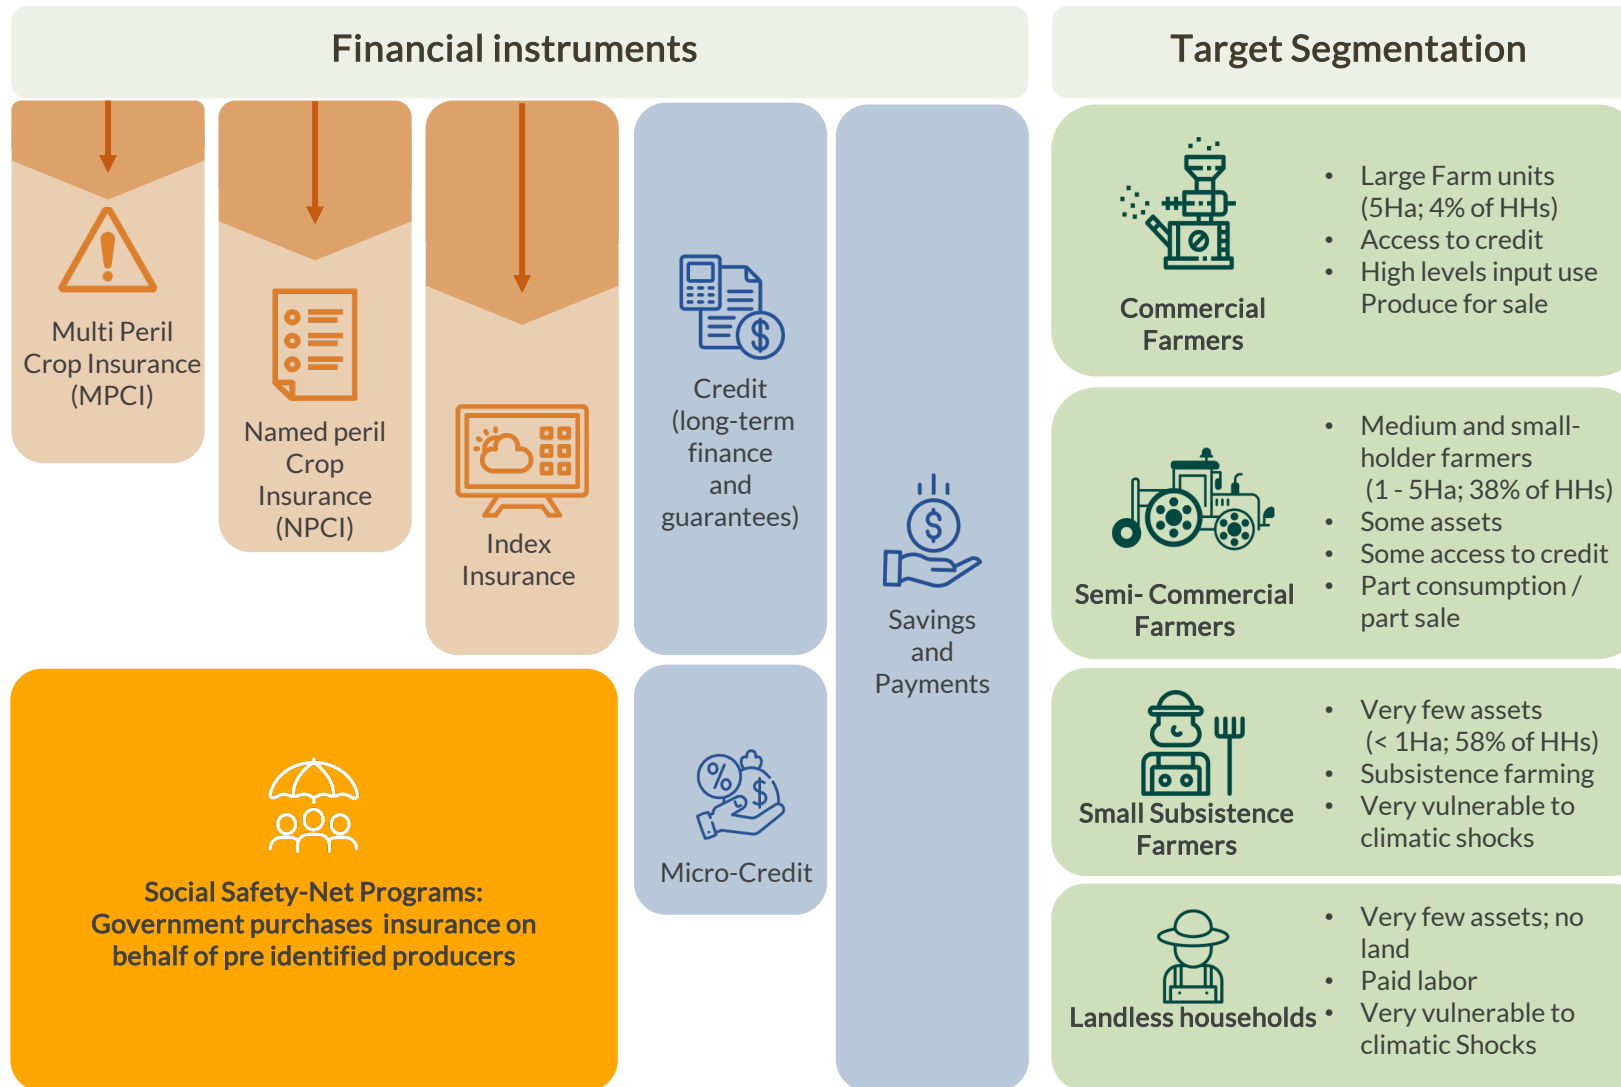 Financial instruments
Target Segmentation
Multi Peril
Crop Insurance
(MPCI)
Named peril
Crop
Insurance
(NPCI)
Index
Insurance
Credit
(long-term
finance
and
guarantees)
Savings
and
Payments
Micro-Credit
Social Safety-Net Programs:
Government purchases insurance on
behalf of pre identified producers
Commercial
Farmers
• Large Farm units
(5Ha; 4% of HHs)
• Access to credit
• High levels input use
Produce for sale
Semi- Commercial
Farmers
• Medium and small-
holder farmers
(1 - 5Ha; 38% of HHs)
• Some assets
• Some access to credit
• Part consumption /
part sale
Small Subsistence
Farmers
• Very few assets
(< 1Ha; 58% of HHs)
• Subsistence farming
• Very vulnerable to
climatic shocks
Landless households
• Very few assets; no
land
• Paid labor
• Very vulnerable to
climatic Shocks